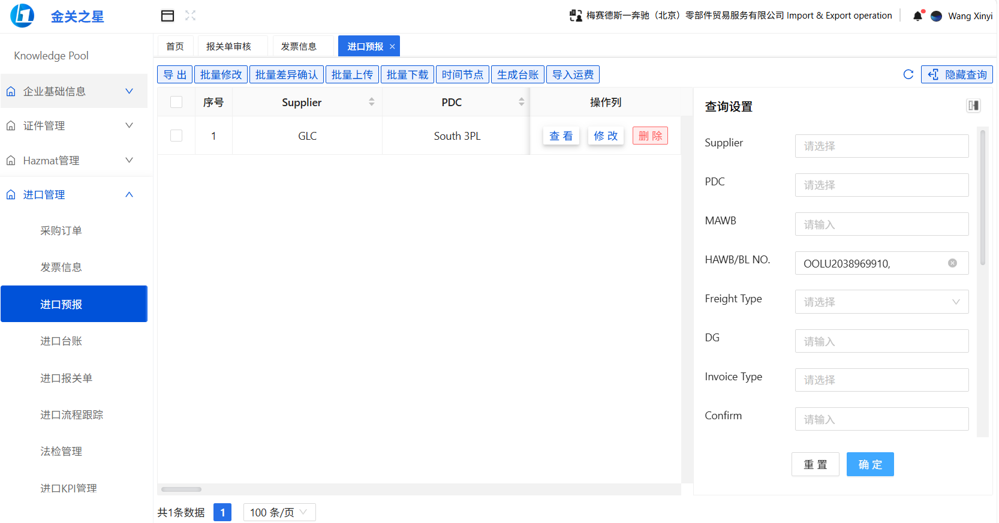 金关之星
梅赛德斯一奔驰（北京）零部件贸易服务有限公司 Import & Export operation
Wang Xinyi
Knowledge Pool
企业基础信息
证件管理
Hazmat管理
进口管理
采购订单
发票信息
进口预报
进口台账
进口报关单
进口流程跟踪
法检管理
进口KPI管理
首页 报关单审核 发票信息 进口预报
导 出 批量修改 批量差异确认 批量上传 批量下载 时间节点 生成台账 导入运费 隐藏查询
序号 Supplier PDC 操作列
1 GLC South 3PL 查 看 修 改 删 除
共1条数据 1 100 条/页
查询设置
Supplier 请选择
PDC 请选择
MAWB 请输入
HAWB/BL NO. OOLU2038969910,
Freight Type 请选择
DG 请输入
Invoice Type 请选择
Confirm 请输入
重 置 确 定